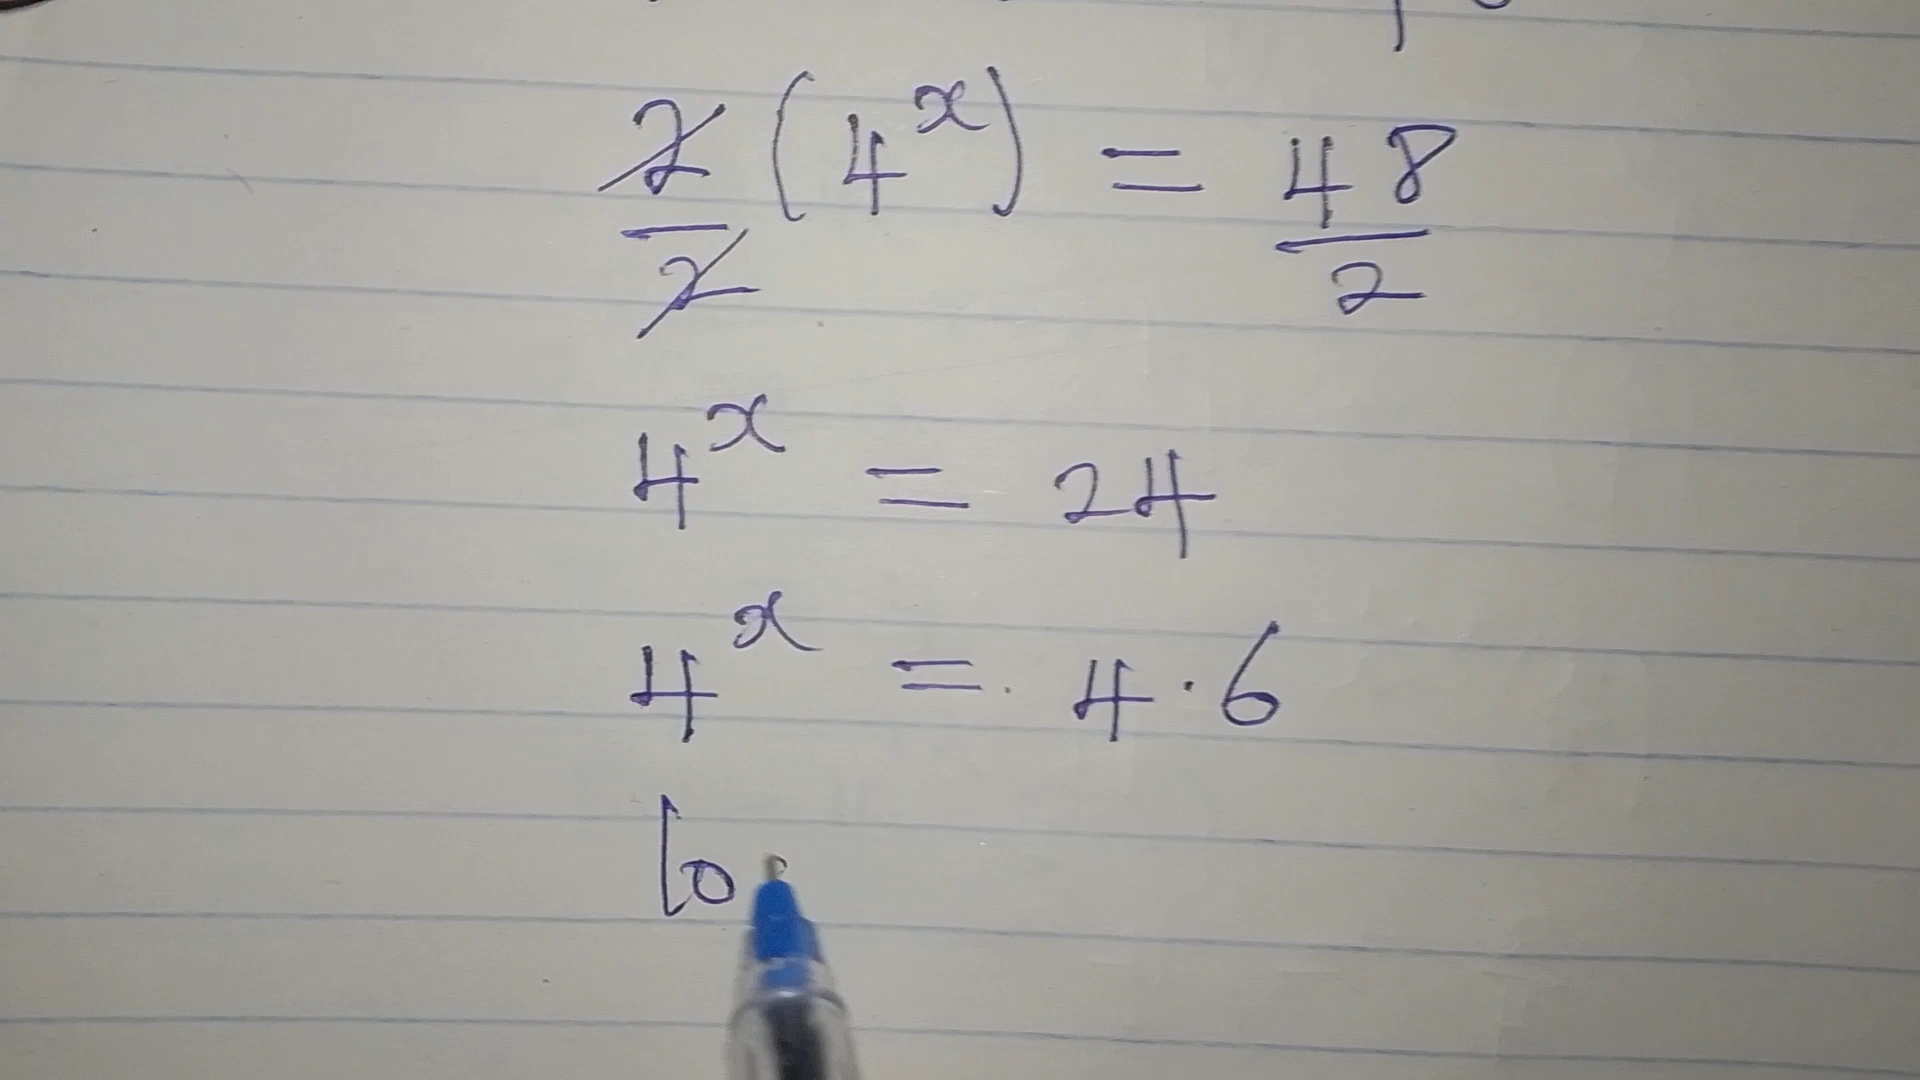 2/2 (4^x) = 48/2
4^x = 24
4^x = 4·6
lo